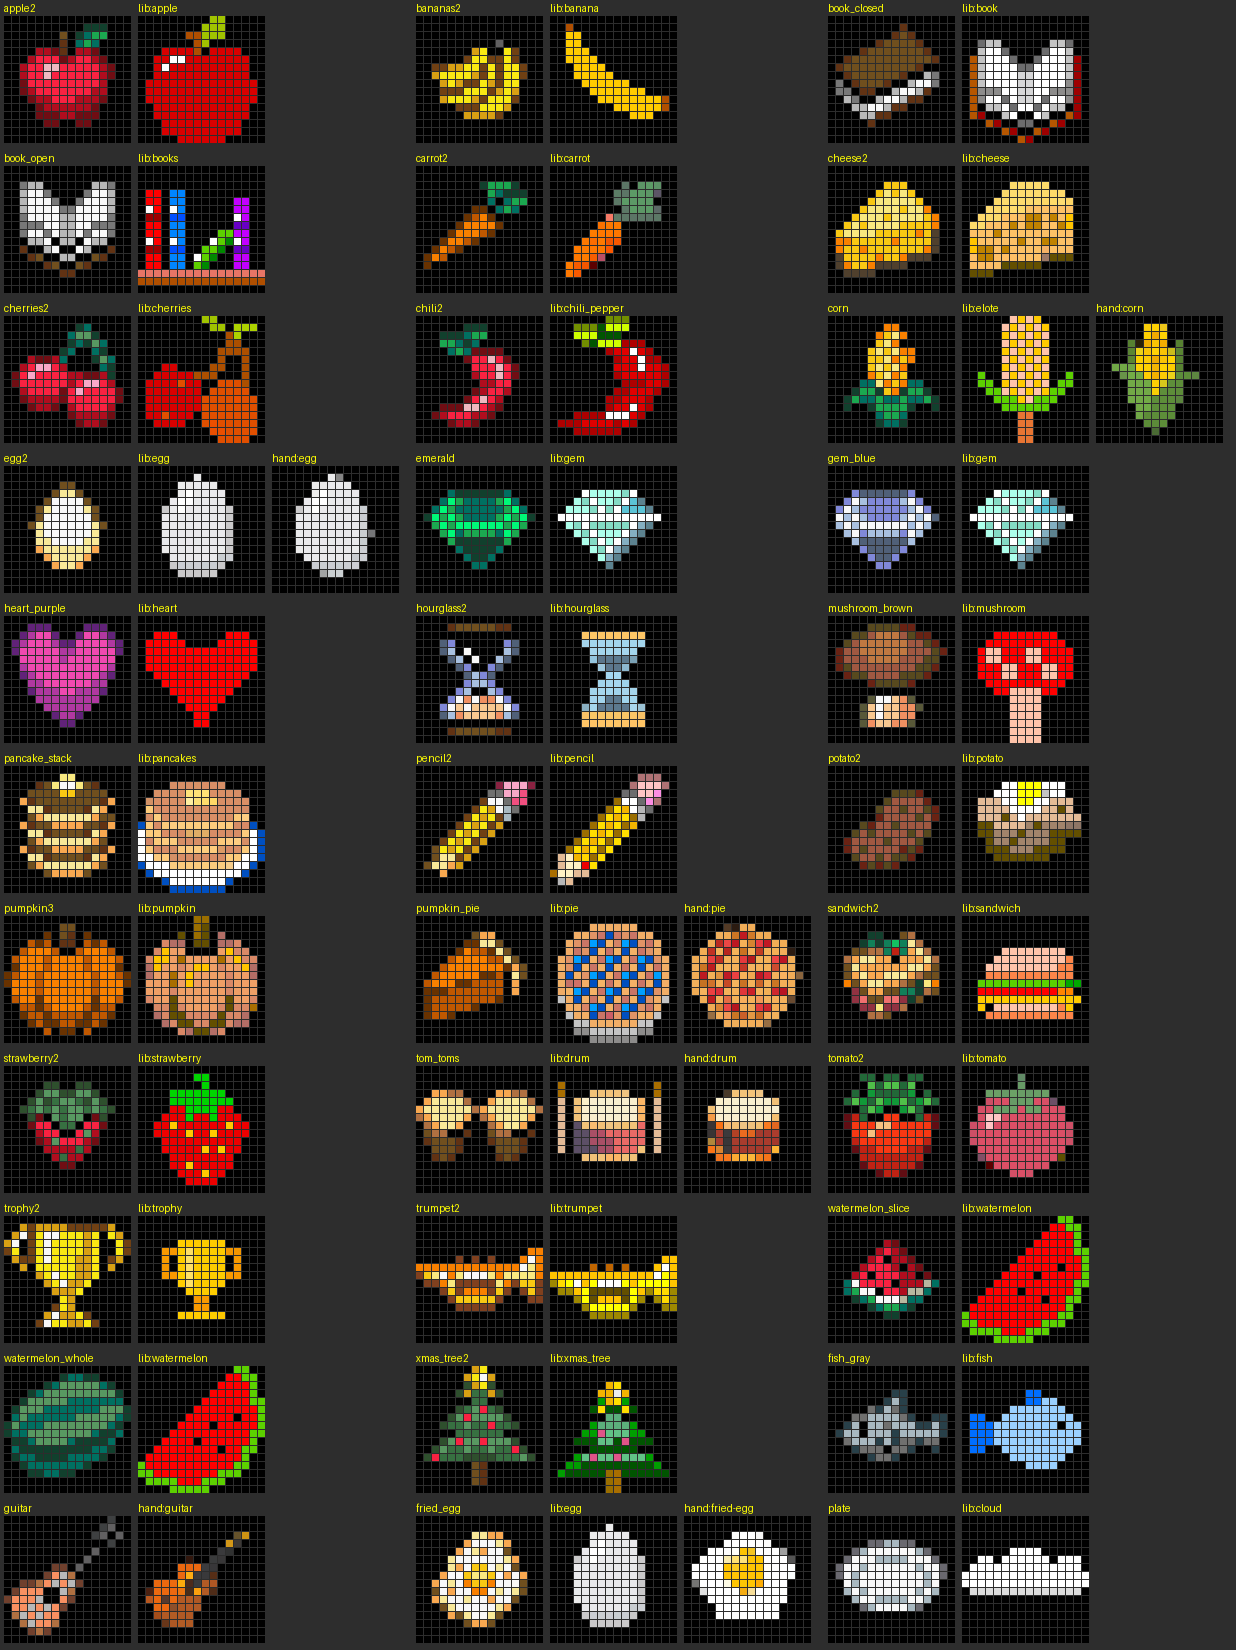 apple2 lib:apple bananas2 lib:banana book_closed lib:book
book_open lib:books carrot2 lib:carrot cheese2 lib:cheese
cherries2 lib:cherries chili2 lib:chili_pepper corn lib:elote hand:corn
egg2 lib:egg hand:egg emerald lib:gem gem_blue lib:gem
heart_purple lib:heart hourglass2 lib:hourglass mushroom_brown lib:mushroom
pancake_stack lib:pancakes pencil2 lib:pencil potato2 lib:potato
pumpkin3 lib:pumpkin pumpkin_pie lib:pie hand:pie sandwich2 lib:sandwich
strawberry2 lib:strawberry tom_toms lib:drum hand:drum tomato2 lib:tomato
trophy2 lib:trophy trumpet2 lib:trumpet watermelon_slice lib:watermelon
watermelon_whole lib:watermelon xmas_tree2 lib:xmas_tree fish_gray lib:fish
guitar hand:guitar fried_egg lib:egg hand:fried-egg plate lib:cloud